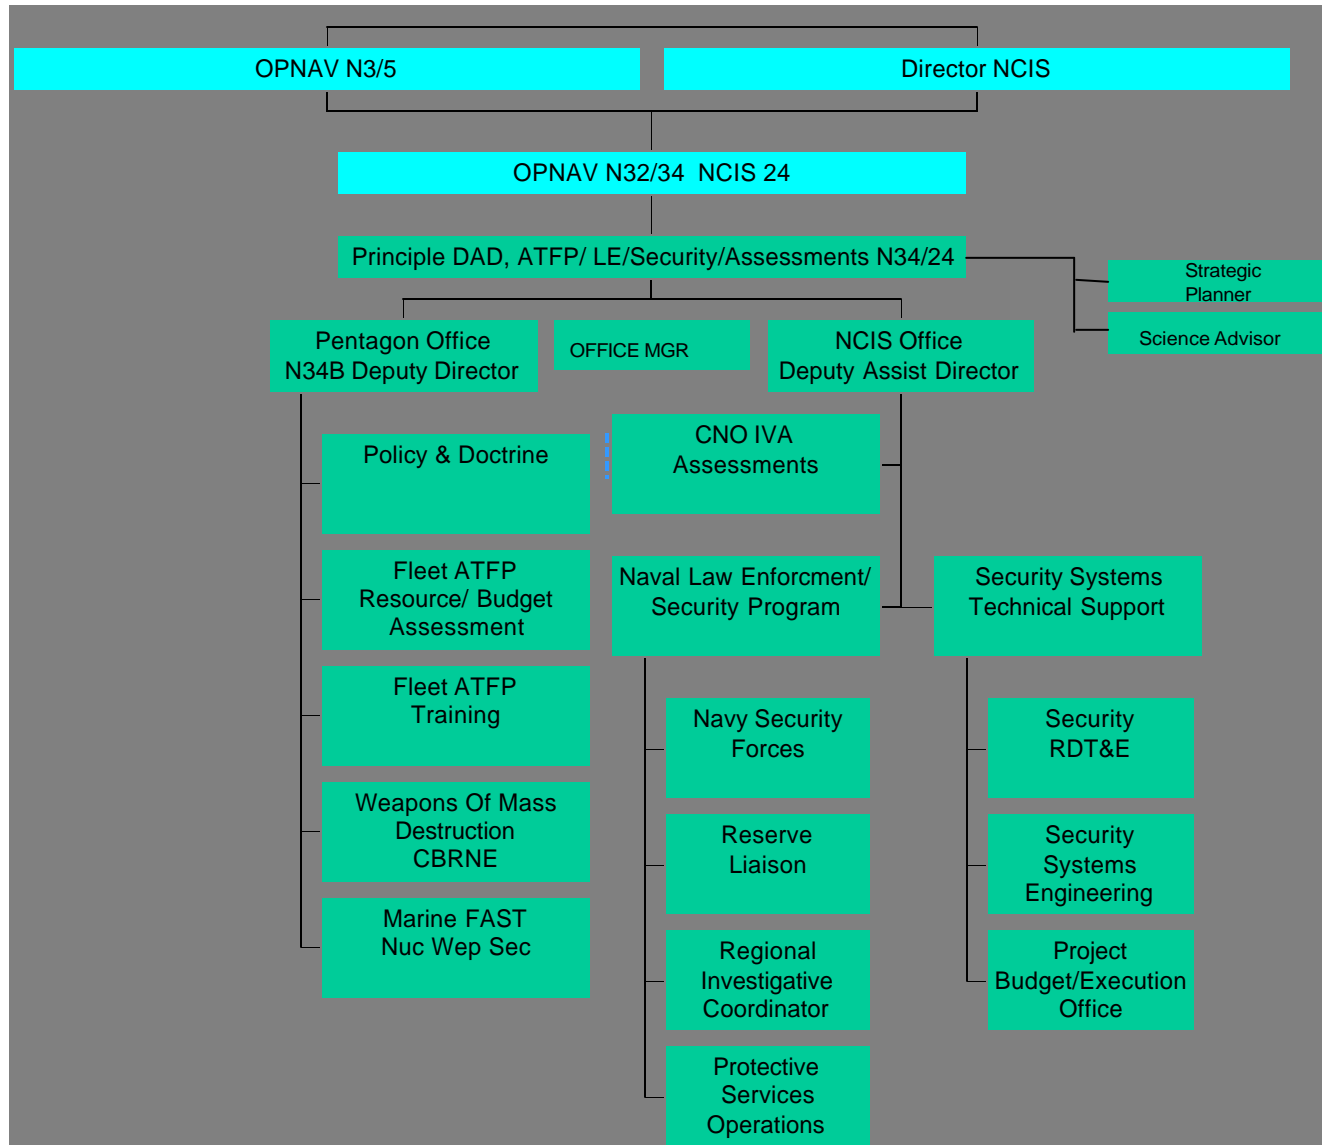 OPNAV N3/5
Director NCIS
OPNAV N32/34  NCIS 24
Principle DAD, ATFP/ LE/Security/Assessments N34/24
Strategic
Planner
Science Advisor
Pentagon Office
N34B Deputy Director
OFFICE MGR
NCIS Office
Deputy Assist Director
Policy & Doctrine
CNO IVA
Assessments
Fleet ATFP
Resource/ Budget
Assessment
Naval Law Enforcment/
Security Program
Security Systems
Technical Support
Fleet ATFP
Training
Navy Security
Forces
Security
RDT&E
Weapons Of Mass
Destruction
CBRNE
Reserve
Liaison
Security
Systems
Engineering
Marine FAST
Nuc Wep Sec
Regional
Investigative
Coordinator
Project
Budget/Execution
Office
Protective
Services
Operations